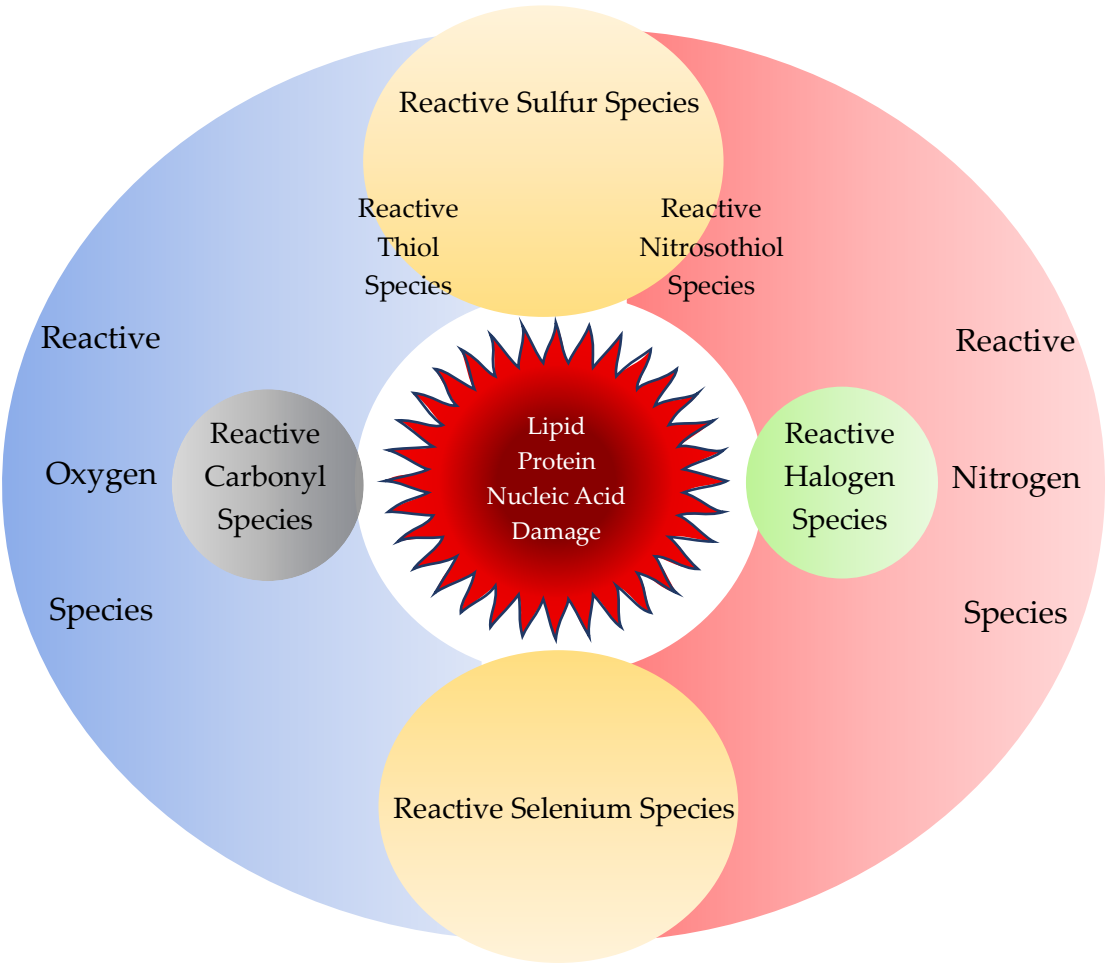 Reactive Sulfur Species
Reactive
Thiol
Species
Reactive
Nitrosothiol
Species
Reactive
Oxygen
Species
Reactive
Carbonyl
Species
Lipid
Protein
Nucleic Acid
Damage
Reactive
Halogen
Species
Reactive
Nitrogen
Species
Reactive Selenium Species